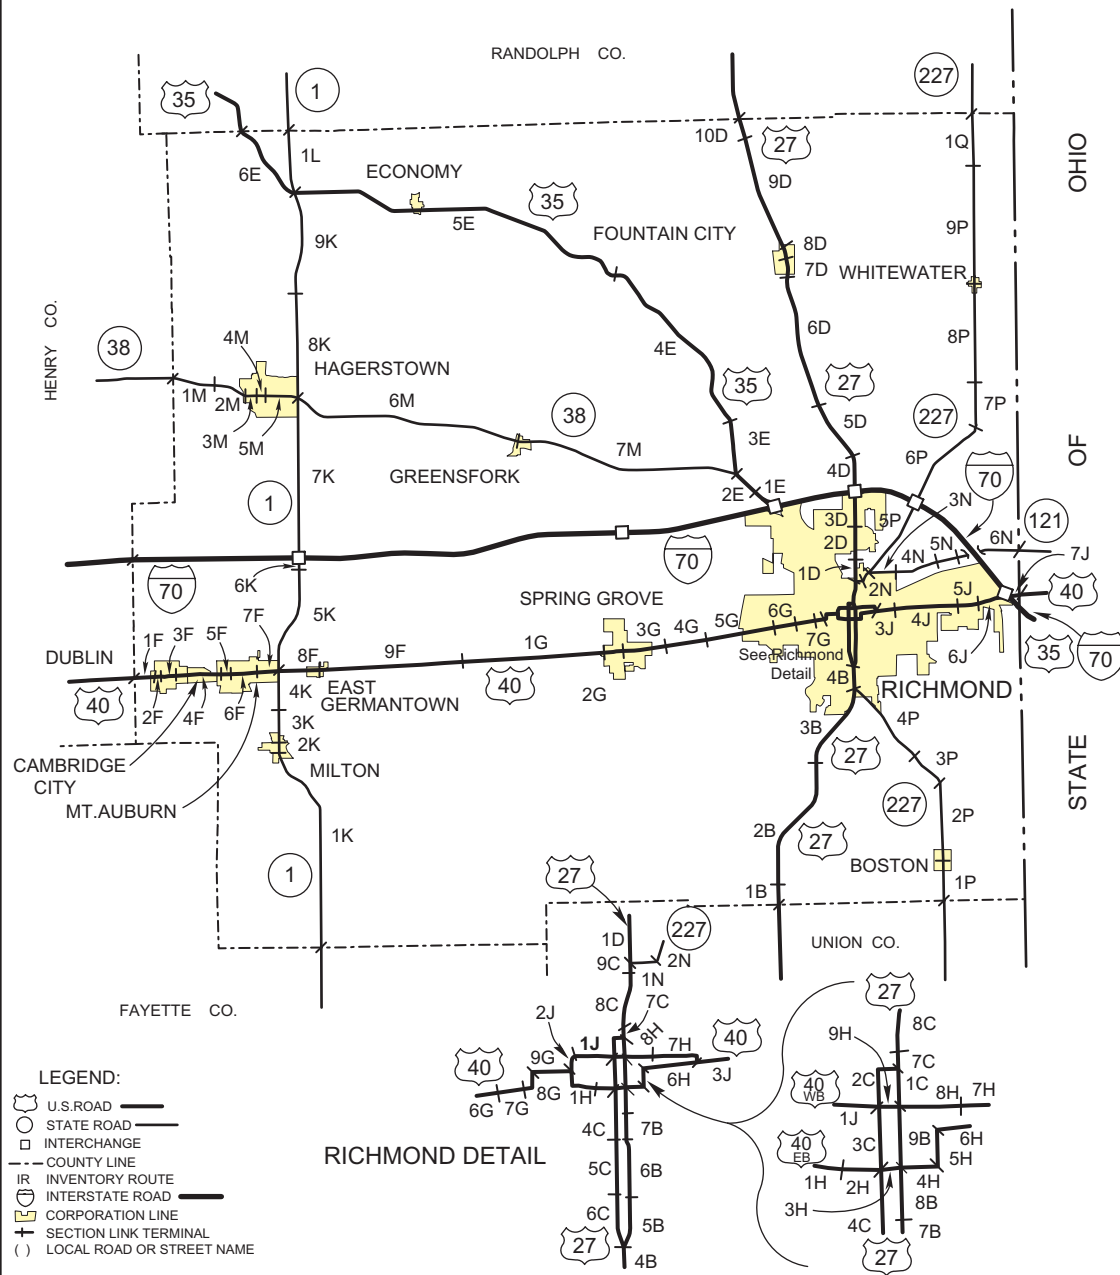 RANDOLPH CO.
35
1
227
10D
27
1Q
OHIO
1L
6E
ECONOMY
9D
35
5E
FOUNTAIN CITY
9P
9K
8D
7D
WHITEWATER
HENRY CO.
6D
38
4M
8K
HAGERSTOWN
4E
8P
1M
2M
6M
35
27
7P
3M
5M
38
5D
227
3E
OF
GREENSFORK
7M
6P
7K
4D
70
2E
1E
3N
1
3D
5P
121
70
2D
5N
6N
4N
7J
70
6K
1D
2N
40
SPRING GROVE
5J
5K
7F
6G
3J
4J
1F
3F
5F
3G
4G
5G
7G
DUBLIN
9F
1G
See Richmond
Detail
6J
35
70
8F
40
4K
EAST
GERMANTOWN
40
2G
4B
RICHMOND
2F
4F
6F
3K
3B
4P
2K
27
3P
CAMBRIDGE
CITY
MILTON
STATE
MT.AUBURN
227
2P
1K
2B
27
1
27
BOSTON
1B
1P
1D
227
9C
2N
UNION CO.
1N
27
FAYETTE CO.
8C
7C
8C
2J
1J
8H
40
9H
7C
LEGEND:
40
9G
7H
2C
1C
U.S.ROAD
6H
3J
40
WB
8H
7H
STATE ROAD
6G
7G
8G
1H
1J
INTERCHANGE
4C
7B
3C
9B
6H
COUNTY LINE
RICHMOND DETAIL
40
EB
5H
IR INVENTORY ROUTE
5C
6B
1H
2H
4H
INTERSTATE ROAD
3H
8B
CORPORATION LINE
6C
5B
4C
7B
SECTION LINK TERMINAL
27
( ) LOCAL ROAD OR STREET NAME
4B
27